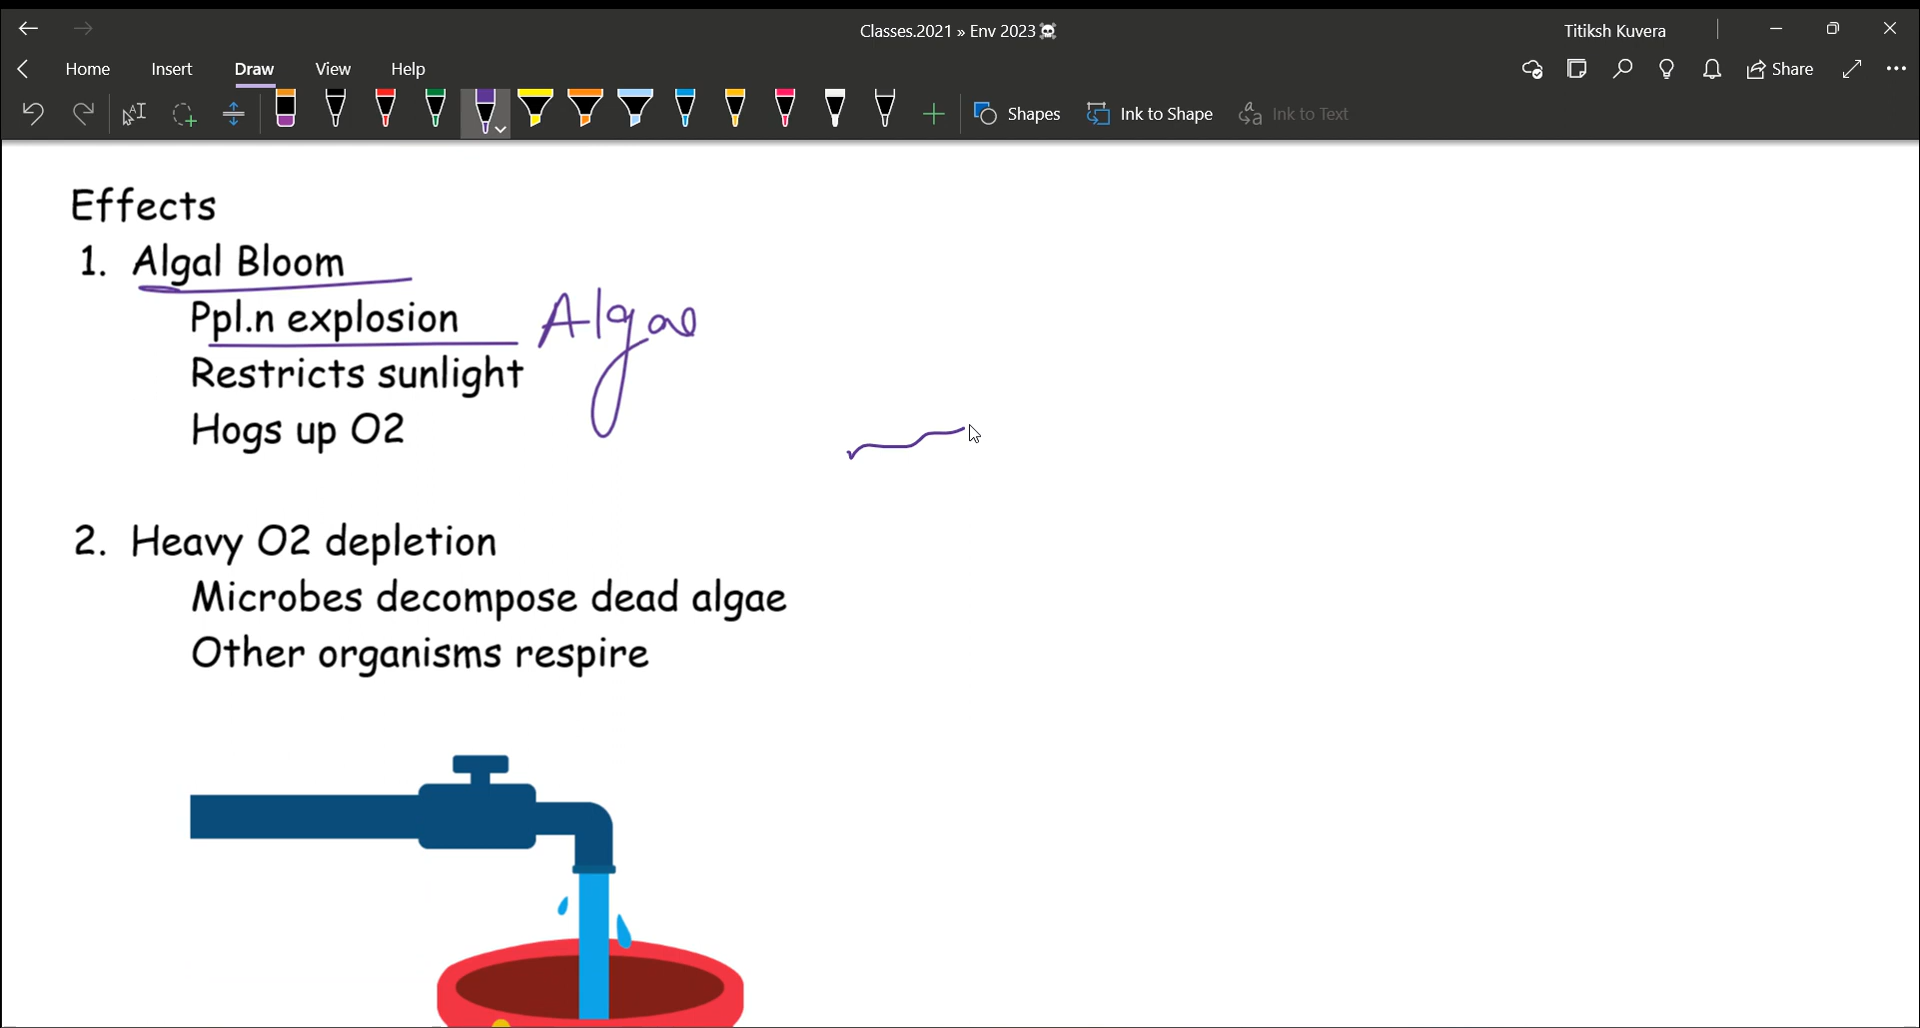 Classes.2021 » Env 2023☠
Titiksh Kuvera
Home Insert Draw View Help
Share
Shapes Ink to Shape Ink to Text
Effects
1. Algal Bloom
Ppl.n explosion Algae
Restricts sunlight
Hogs up O2
2. Heavy O2 depletion
Microbes decompose dead algae
Other organisms respire